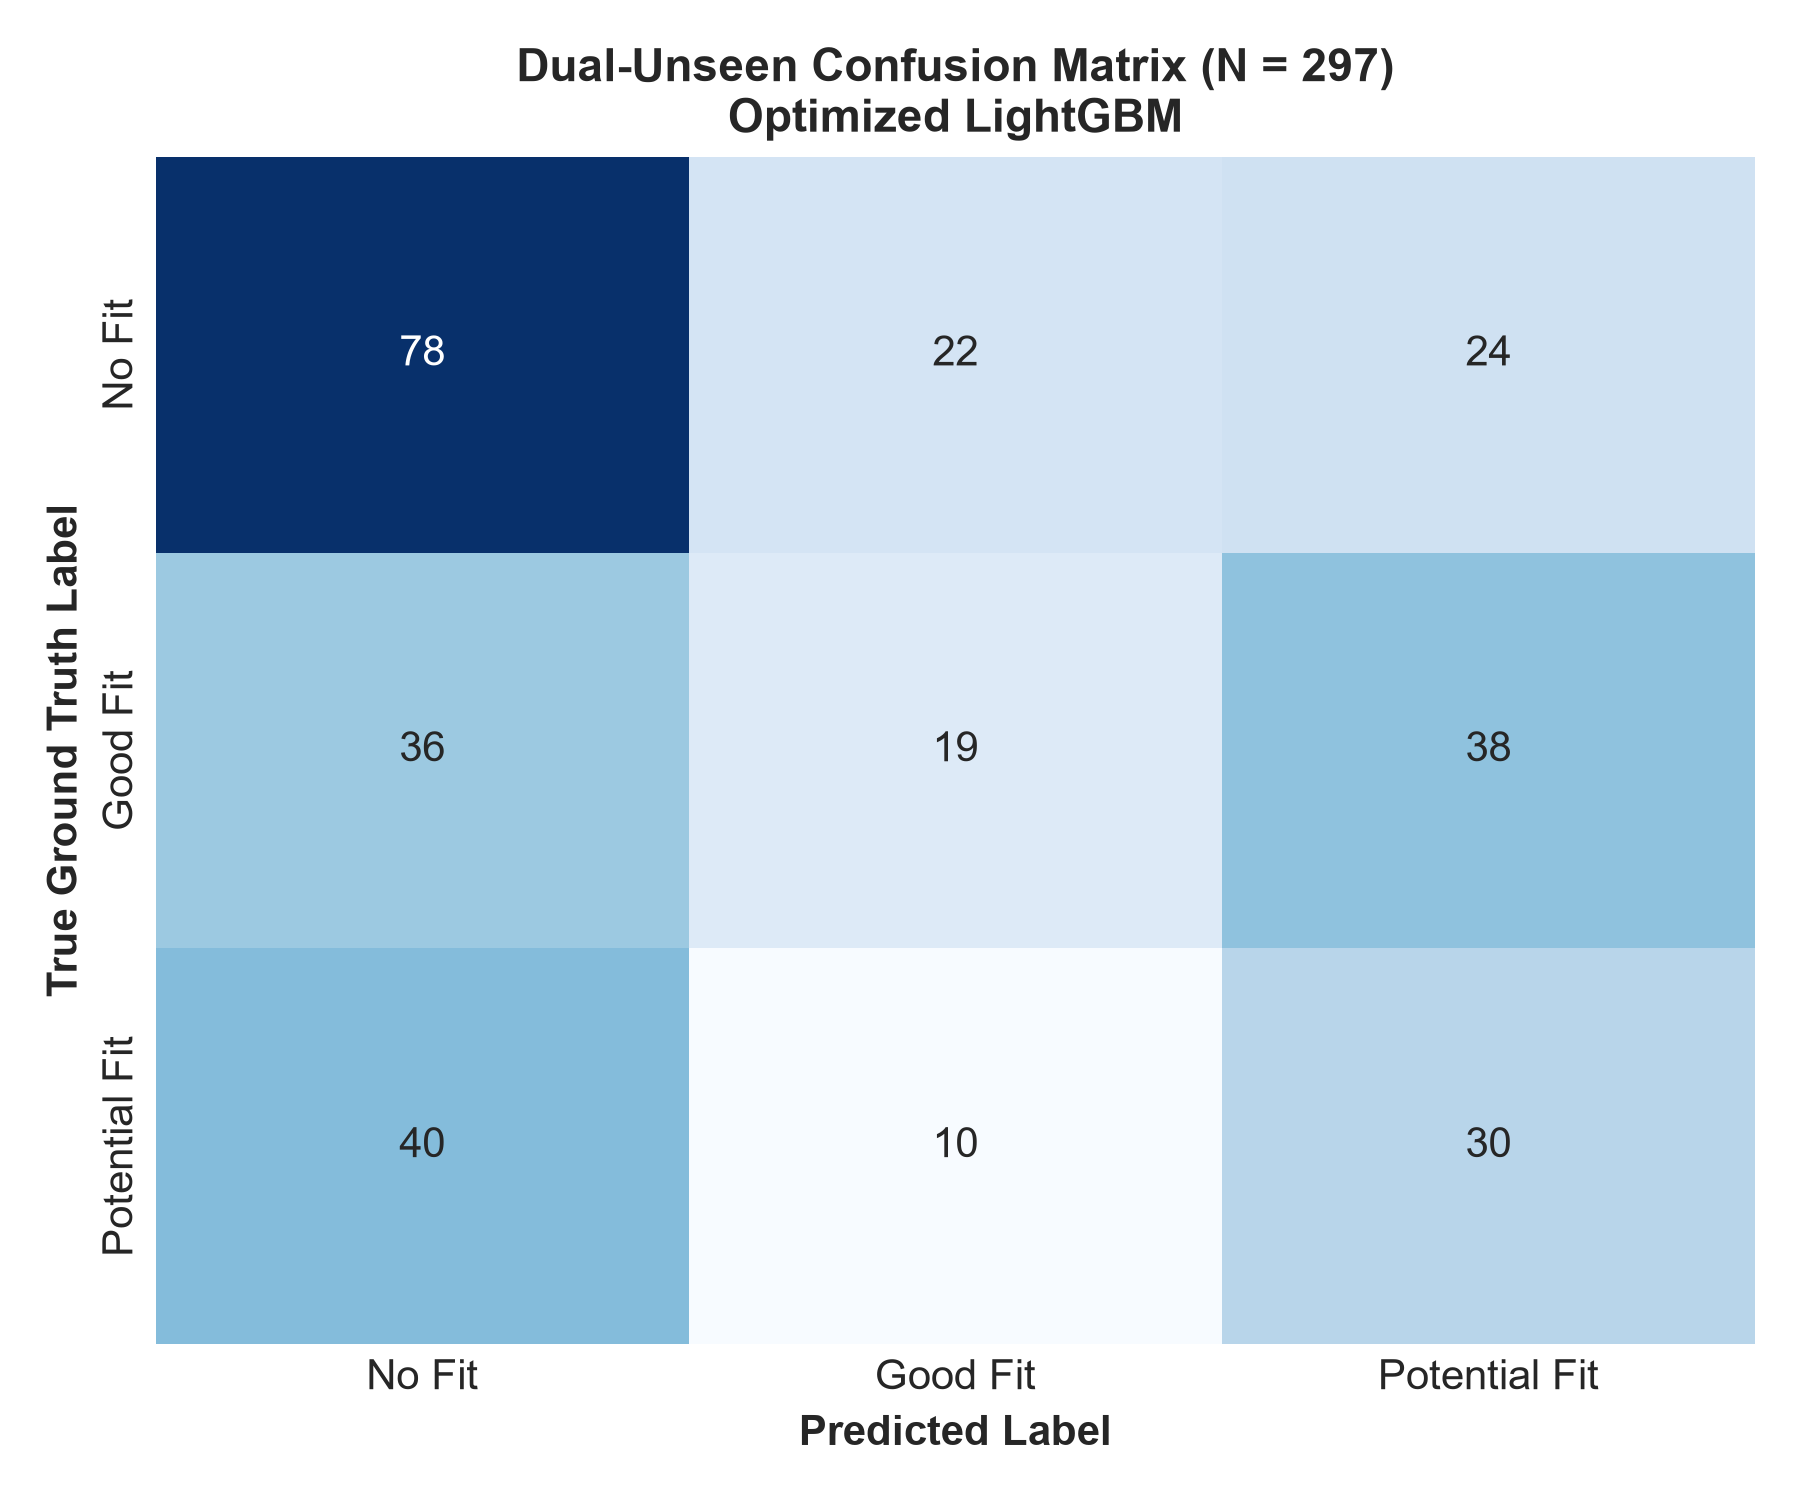 Dual-Unseen Confusion Matrix (N = 297)
Optimized LightGBM
True Ground Truth Label
No Fit
78 22 24
Good Fit
36 19 38
Potential Fit
40 10 30
No Fit Good Fit Potential Fit
Predicted Label